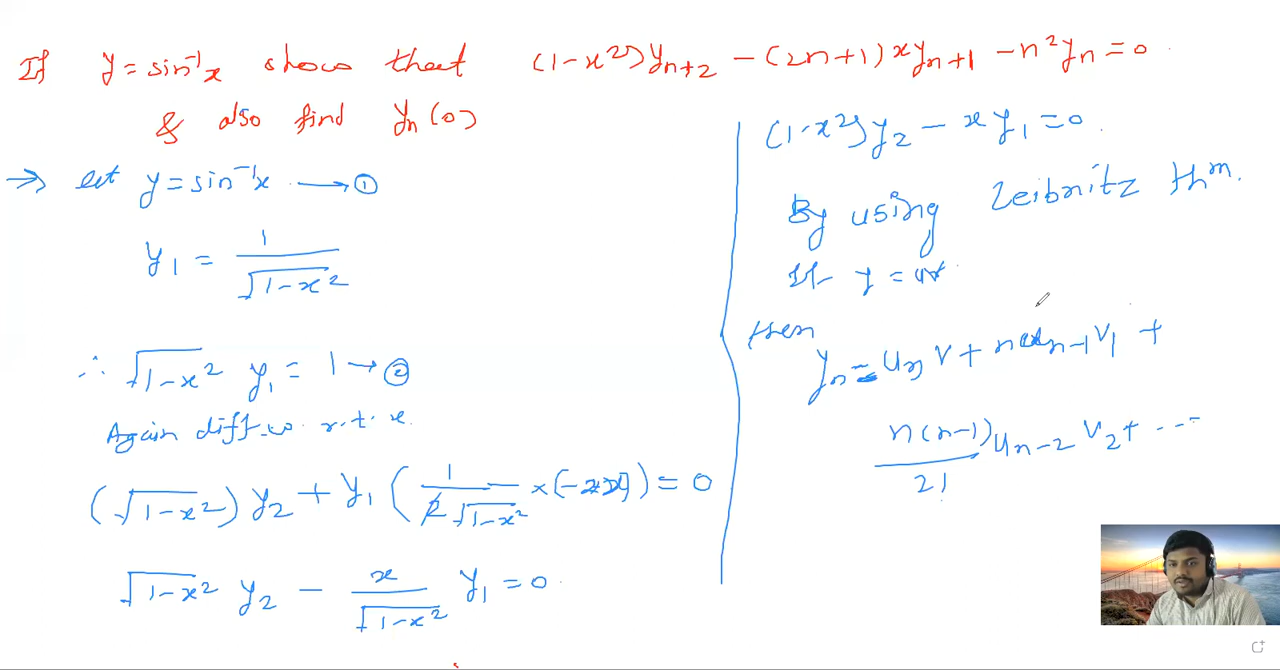 If y = sin⁻¹x show that (1-x²)yₙ₊₂ - (2n+1)xyₙ₊₁ - n²yₙ = 0
& also find yₙ(0)
⇒ let y = sin⁻¹x → ①
y₁ = 1/√(1-x²)
∴ √(1-x²) y₁ = 1 → ②
Again diff. w.r.t. x.
(√(1-x²)) y₂ + y₁ (1/(2√(1-x²)) × (-2x)) = 0
√(1-x²) y₂ - x/√(1-x²) y₁ = 0
(1-x²)y₂ - xy₁ = 0
By using Leibnitz thm.
If y = uv
then
yₙ = uₙv + nuₙ₋₁v₁ +
n(n-1)/2! uₙ₋₂ v₂ + ---